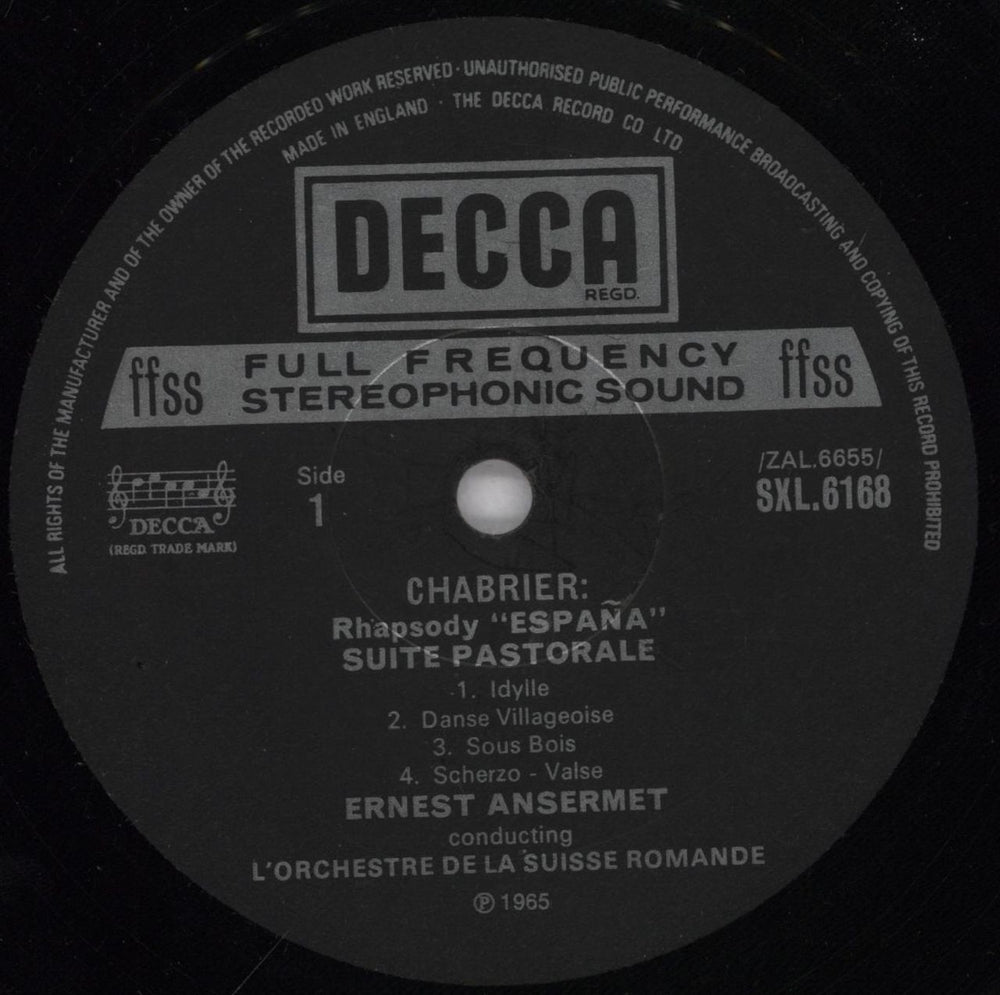 ALL RIGHTS OF THE MANUFACTURER AND OF THE OWNER OF THE RECORDED WORK RESERVED · UNAUTHORISED PUBLIC PERFORMANCE BROADCASTING AND COPYING OF THIS RECORD PROHIBITED
MADE IN ENGLAND · THE DECCA RECORD CO LTD.
DECCA
REGD.
ffss FULL FREQUENCY STEREOPHONIC SOUND ffss
DECCA
(REGD. TRADE MARK)
Side
1
/ZAL.6655/
SXL.6168
CHABRIER:
Rhapsody “ESPAÑA”
SUITE PASTORALE
1. Idylle
2. Danse Villageoise
3. Sous Bois
4. Scherzo - Valse
ERNEST ANSERMET
conducting
L'ORCHESTRE DE LA SUISSE ROMANDE
℗ 1965